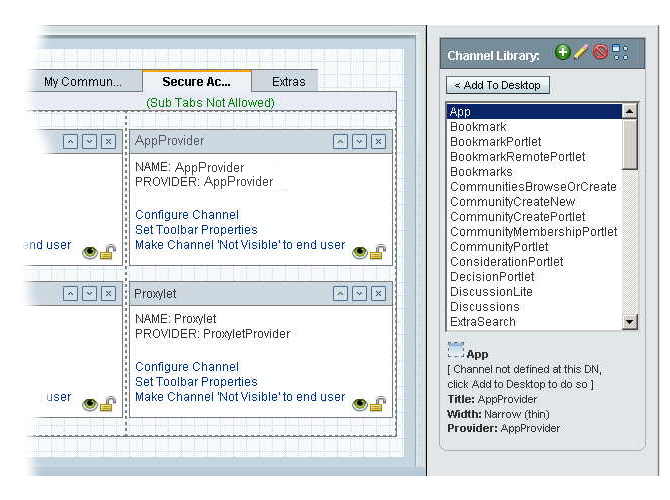 My Commun...
Secure Ac...
Extras
(Sub Tabs Not Allowed)
AppProvider
NAME: AppProvider
PROVIDER: AppProvider
Configure Channel
Set Toolbar Properties
end user
Make Channel 'Not Visible' to end user
Proxylet
NAME: Proxylet
PROVIDER: ProxyletProvider
Configure Channel
Set Toolbar Properties
user
Make Channel 'Not Visible' to end user
Channel Library:
< Add To Desktop
App
Bookmark
BookmarkPortlet
BookmarkRemotePortlet
Bookmarks
CommunitiesBrowseOrCreate
CommunityCreateNew
CommunityCreatePortlet
CommunityMembershipPortlet
CommunityPortlet
ConsiderationPortlet
DecisionPortlet
DiscussionLite
Discussions
ExtraSearch
App
[ Channel not defined at this DN,
click Add to Desktop to do so ]
Title: AppProvider
Width: Narrow (thin)
Provider: AppProvider